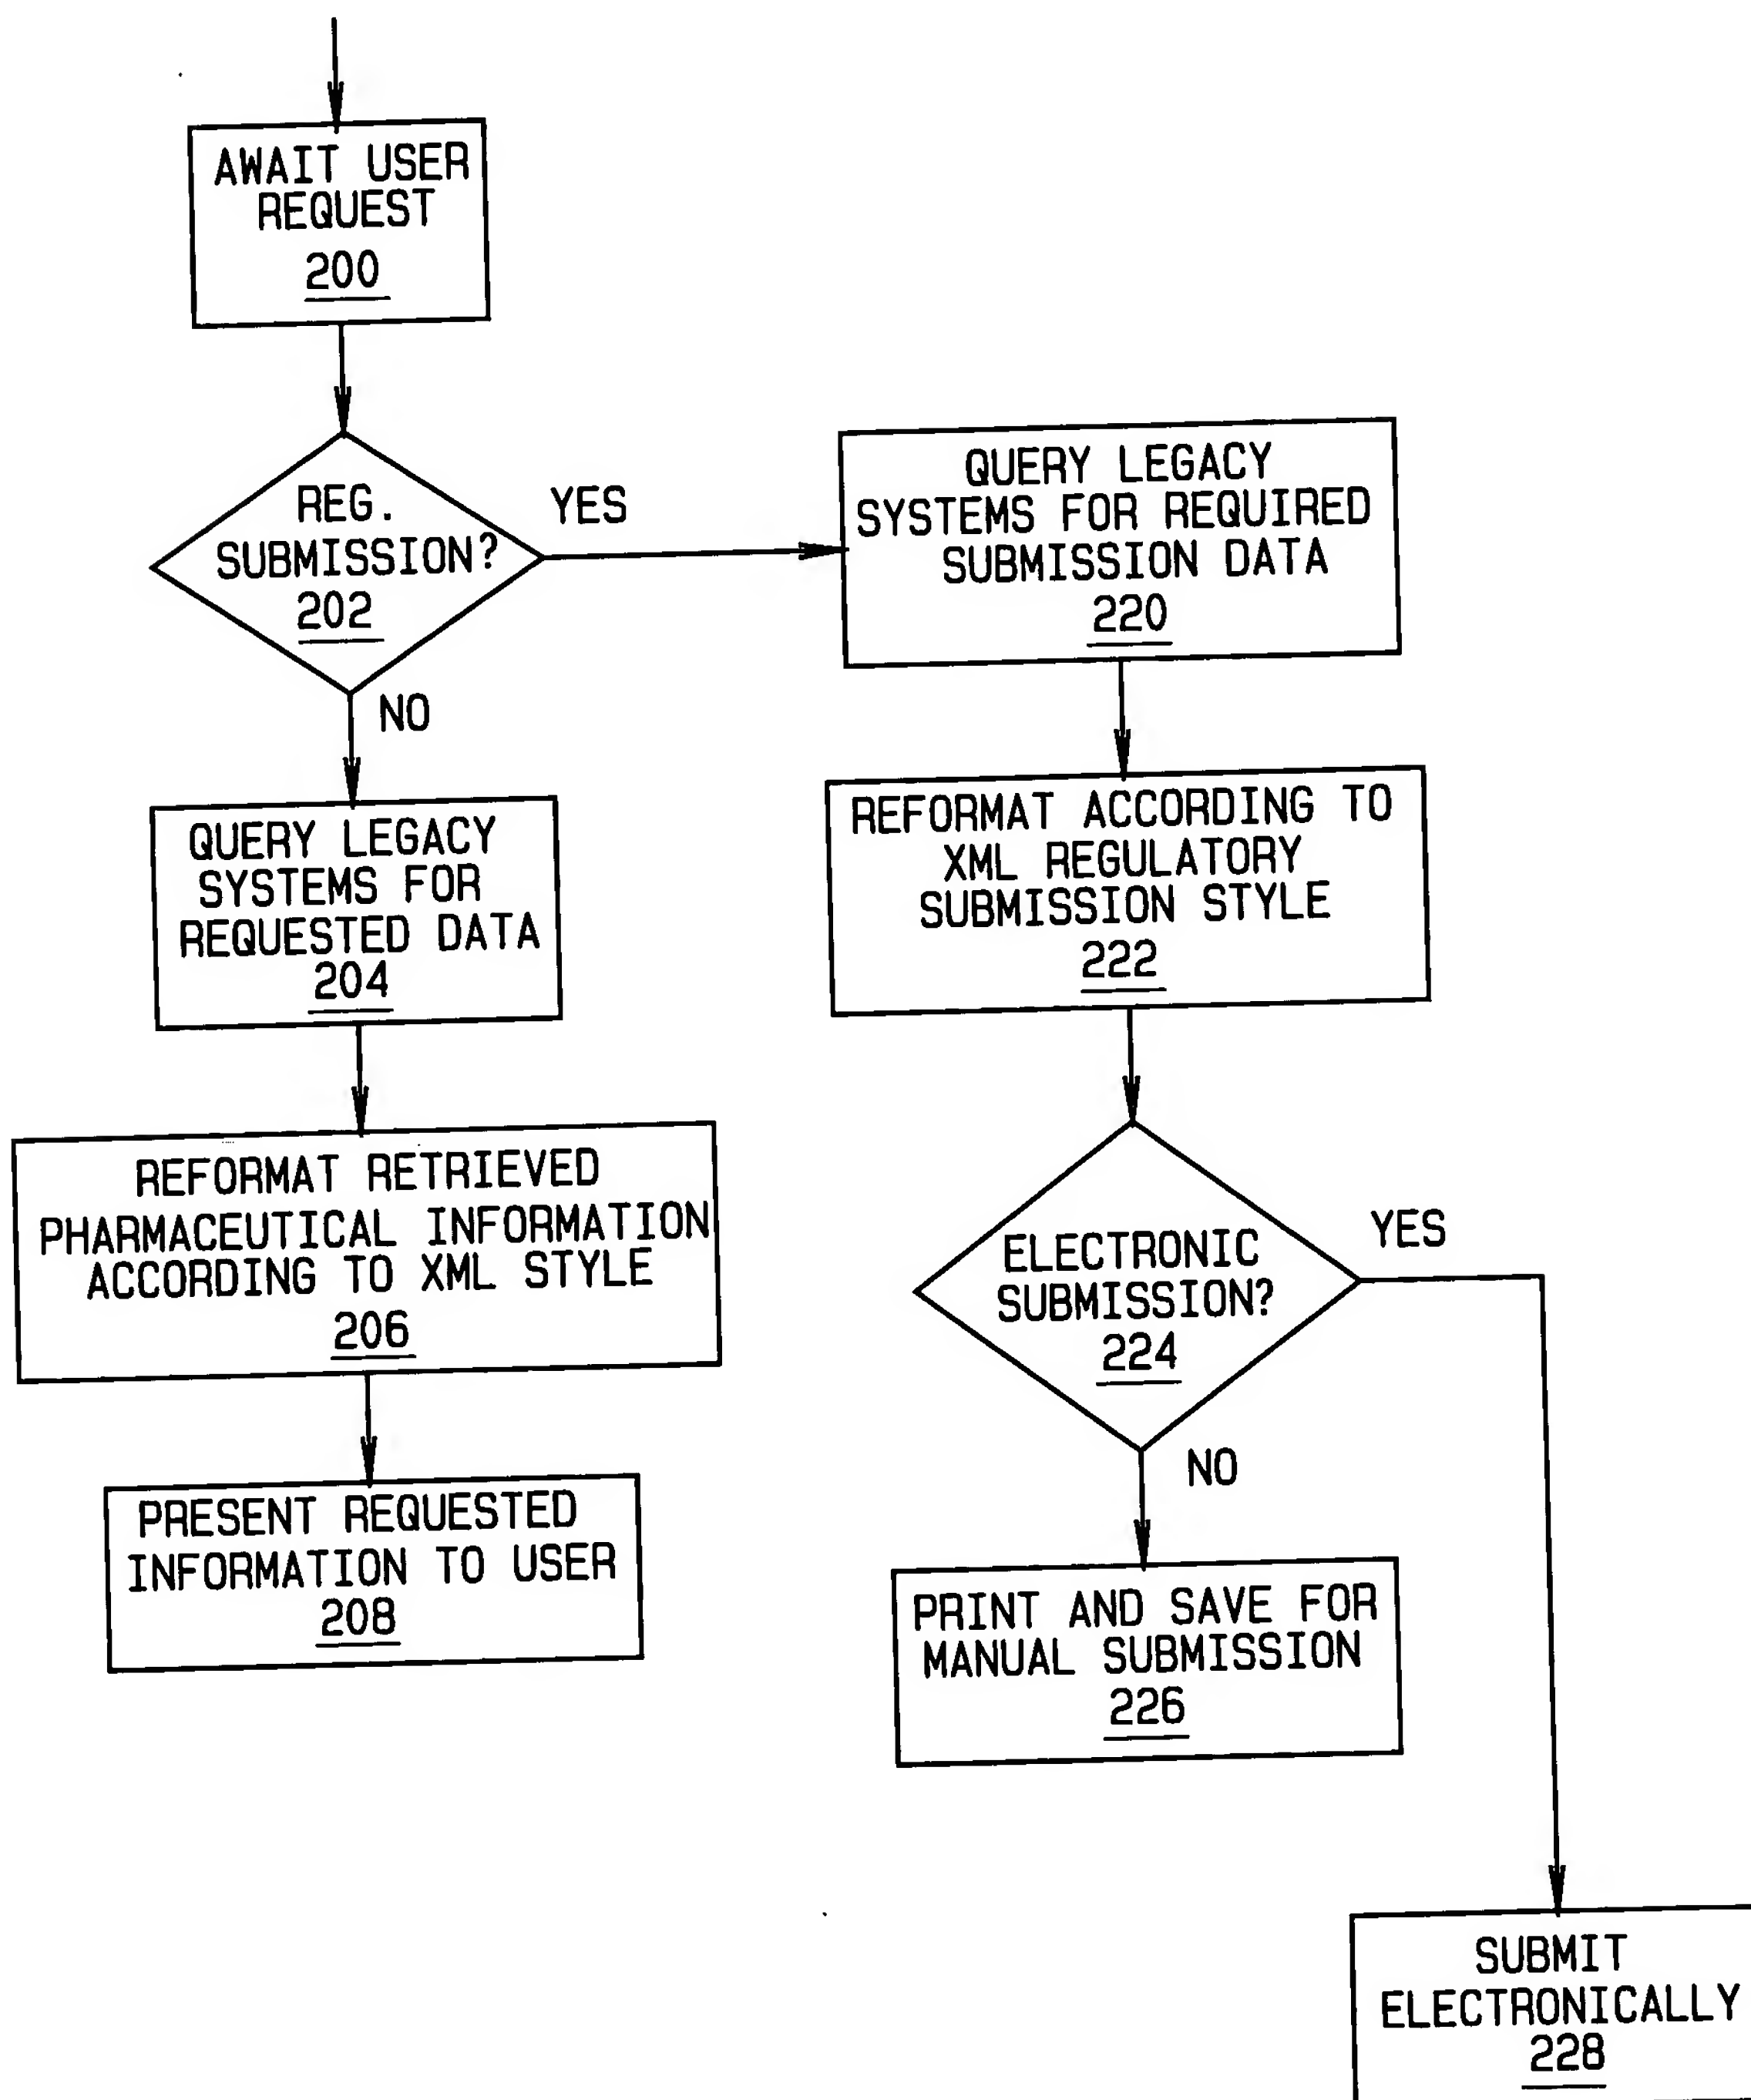 AWAIT USER
REQUEST
200
REG.
SUBMISSION?
202
YES
NO
QUERY LEGACY
SYSTEMS FOR
REQUESTED DATA
204
REFORMAT RETRIEVED
PHARMACEUTICAL INFORMATION
ACCORDING TO XML STYLE
206
PRESENT REQUESTED
INFORMATION TO USER
208
QUERY LEGACY
SYSTEMS FOR REQUIRED
SUBMISSION DATA
220
REFORMAT ACCORDING TO
XML REGULATORY
SUBMISSION STYLE
222
ELECTRONIC
SUBMISSION?
224
YES
NO
PRINT AND SAVE FOR
MANUAL SUBMISSION
226
SUBMIT
ELECTRONICALLY
228